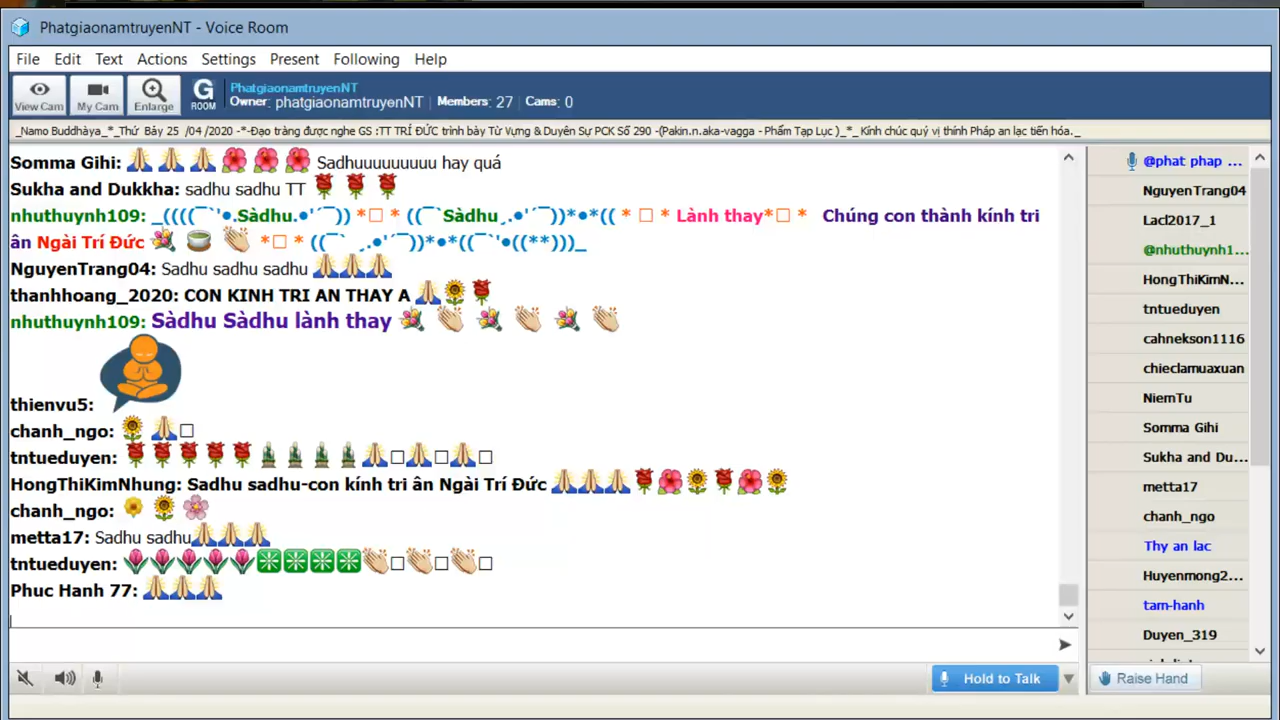 PhatgiaonamtruyenNT - Voice Room
File Edit Text Actions Settings Present Following Help
View Cam My Cam Enlarge G ROOM
PhatgiaonamtruyenNT
Owner: phatgiaonamtruyenNT | Members: 27 | Cams: 0
_Namo Buddhàya_*_Thứ Bảy 25 /04 /2020 -*-Đạo tràng được nghe GS :TT TRÍ ĐỨC trình bày Từ Vựng & Duyên Sự PCK Số 290 -(Pakin.n.aka-vagga - Phẩm Tạp Lục )_*_ Kính chúc quý vị thính Pháp an lạc tiến hóa._
Somma Gihi: 🙏🙏🙏🌺🌺🌺 Sadhuuuuuuuuu hay quá
Sukha and Dukkha: sadhu sadhu TT 🌹🌹🌹
nhuthuynh109: _((((¯`'•.Sàdhu.•'´¯)) *□ * ((¯`Sàdhu¸.•'´¯))*•*(( * □ * Lành thay*□ * Chúng con thành kính tri
ân Ngài Trí Đức 💐 🍵 👏 *□ * ((¯` ¸.•'´¯))*•*((¯`'•((**)))_
NguyenTrang04: Sadhu sadhu sadhu 🙏🙏🙏
thanhhoang_2020: CON KINH TRI AN THAY A 🙏🌻🌹
nhuthuynh109: Sàdhu Sàdhu lành thay 💐 👏 💐 👏 💐 👏
thienvu5:
chanh_ngo: 🌻 🙏□
tntueduyen: 🌹🌹🌹🌹🌹🎍🎍🎍🎍🙏□🙏□🙏□
HongThiKimNhung: Sadhu sadhu-con kính tri ân Ngài Trí Đức 🙏🙏🙏🌹🌺🌻🌹🌺🌻
chanh_ngo: 🌼 🌻 🌸
metta17: Sadhu sadhu🙏🙏🙏
tntueduyen: 🌷🌷🌷🌷🌷❇❇❇❇👏□👏□👏□
Phuc Hanh 77: 🙏🙏🙏
@phat phap ...
NguyenTrang04
Lacl2017_1
@nhuthuynh1...
HongThiKimN...
tntueduyen
cahnekson1116
chieclamuaxuan
NiemTu
Somma Gihi
Sukha and Du...
metta17
chanh_ngo
Thy an lac
Huyenmong2...
tam-hanh
Duyen_319
Hold to Talk
Raise Hand